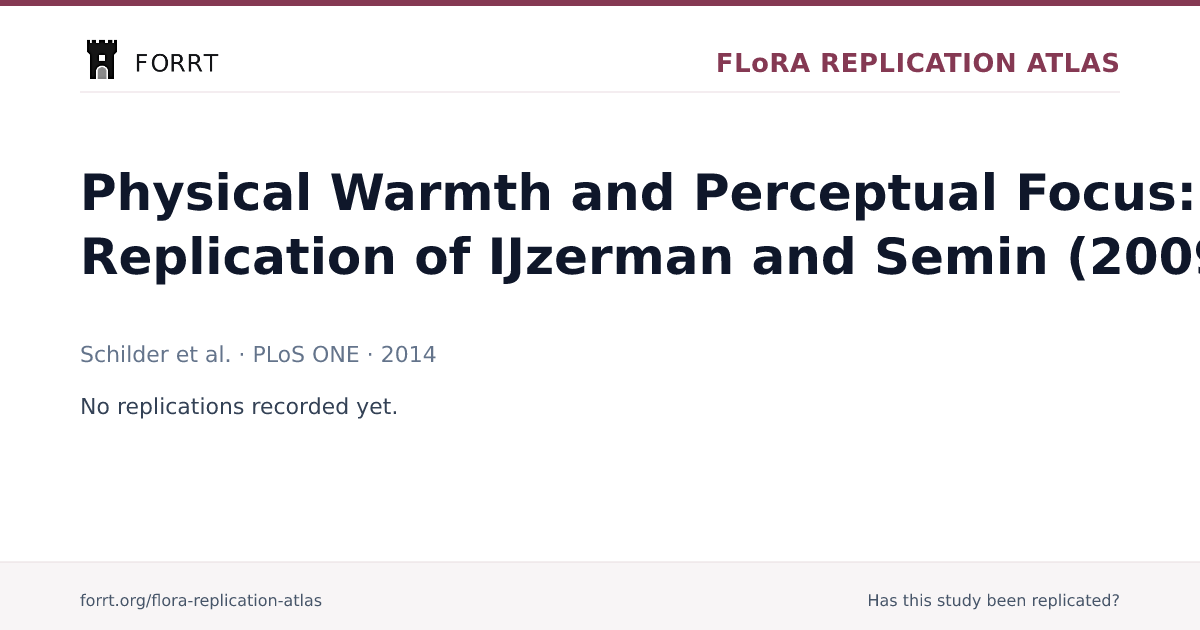 FORRT
FLoRA REPLICATION ATLAS
Physical Warmth and Perceptual Focus:
Replication of IJzerman and Semin (2009
Schilder et al. · PLoS ONE · 2014
No replications recorded yet.
forrt.org/flora-replication-atlas
Has this study been replicated?